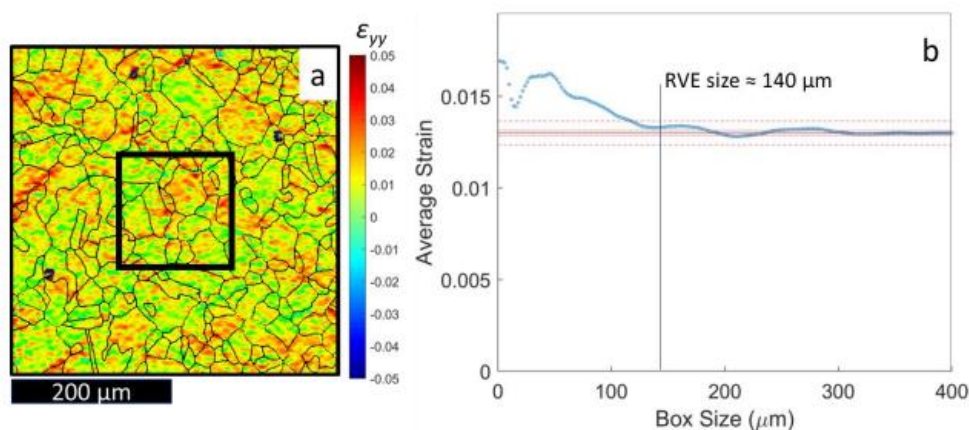 ε_yy
a
0.05
0.04
0.03
0.02
0.01
0
-0.01
-0.02
-0.03
-0.04
-0.05
200 μm
b
RVE size ≈ 140 μm
0.015
0.01
0.005
0
Average Strain
0
100
200
300
400
Box Size (μm)